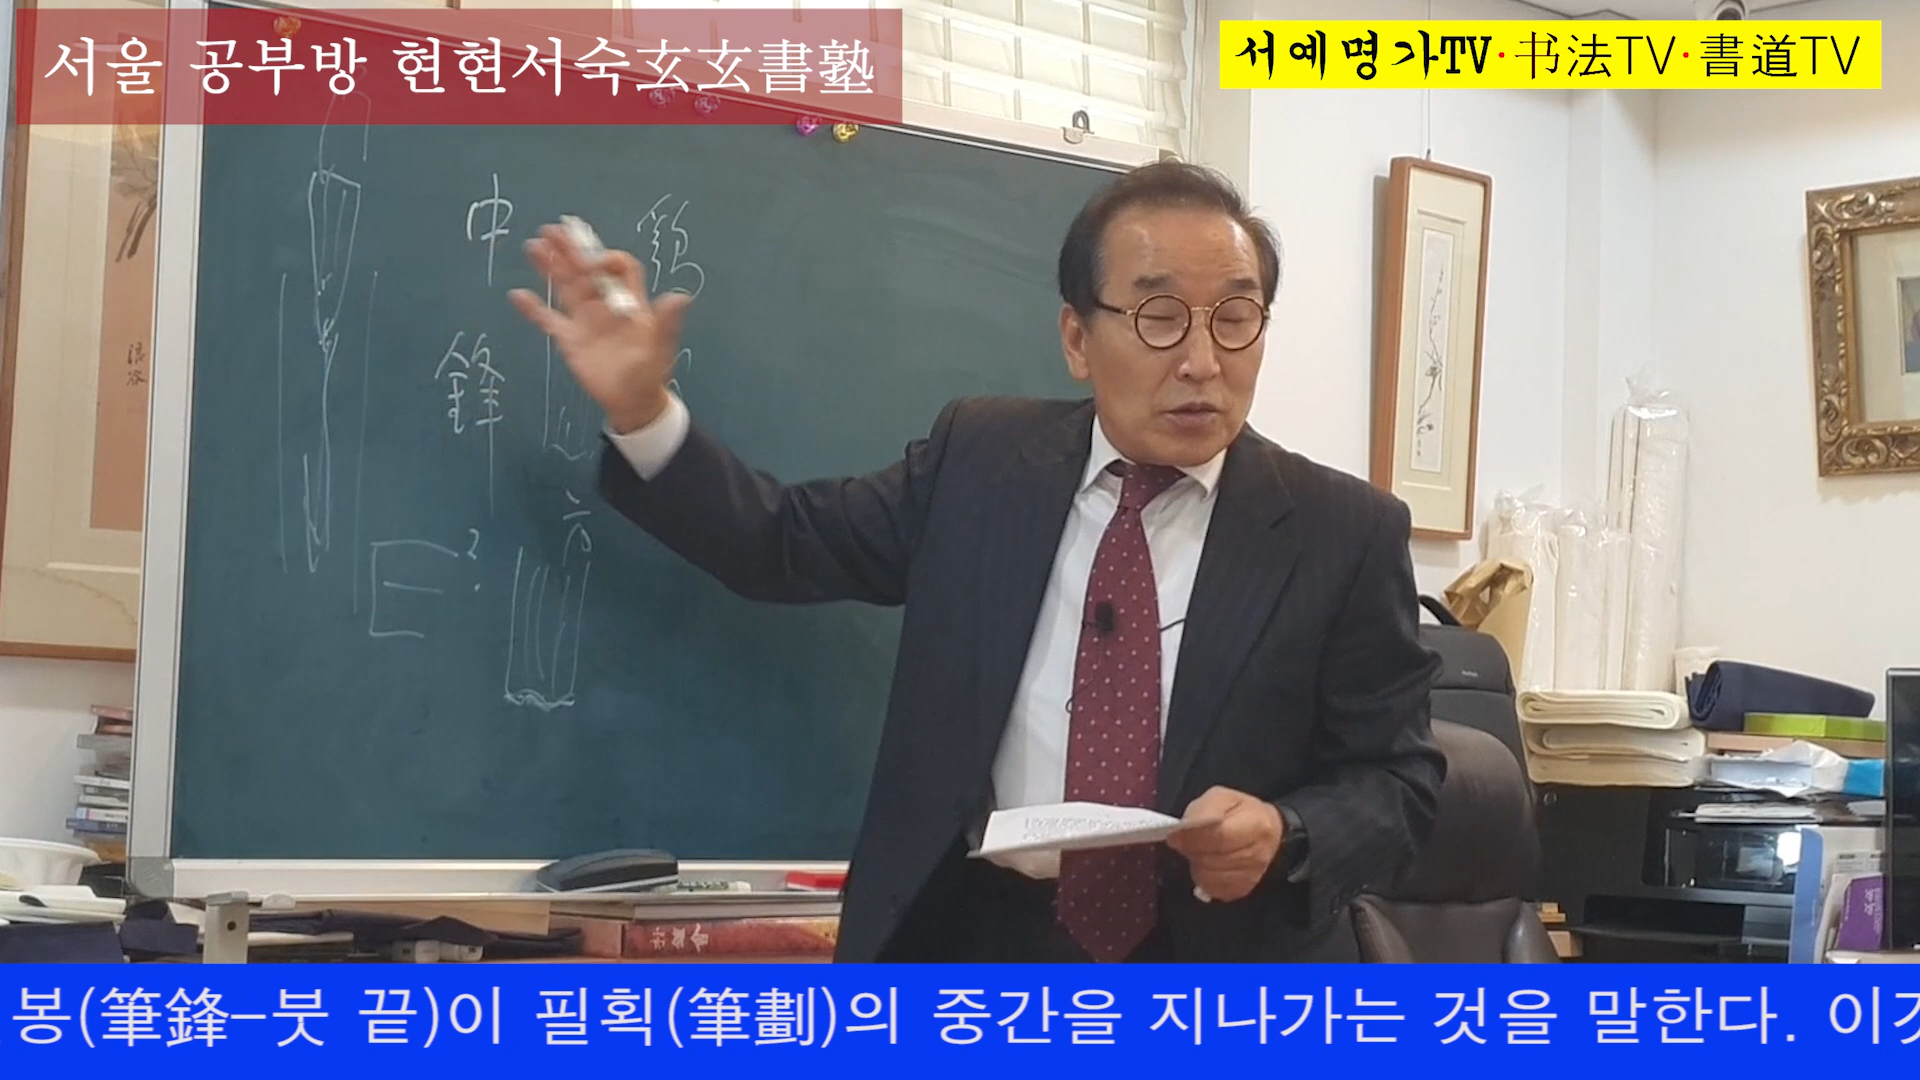 서울 공부방 현현서숙玄玄書塾
서예명가TV·书法TV·書道TV
中
鋒
鷄
?
봉(筆鋒-붓 끝)이 필획(筆劃)의 중간을 지나가는 것을 말한다. 이것